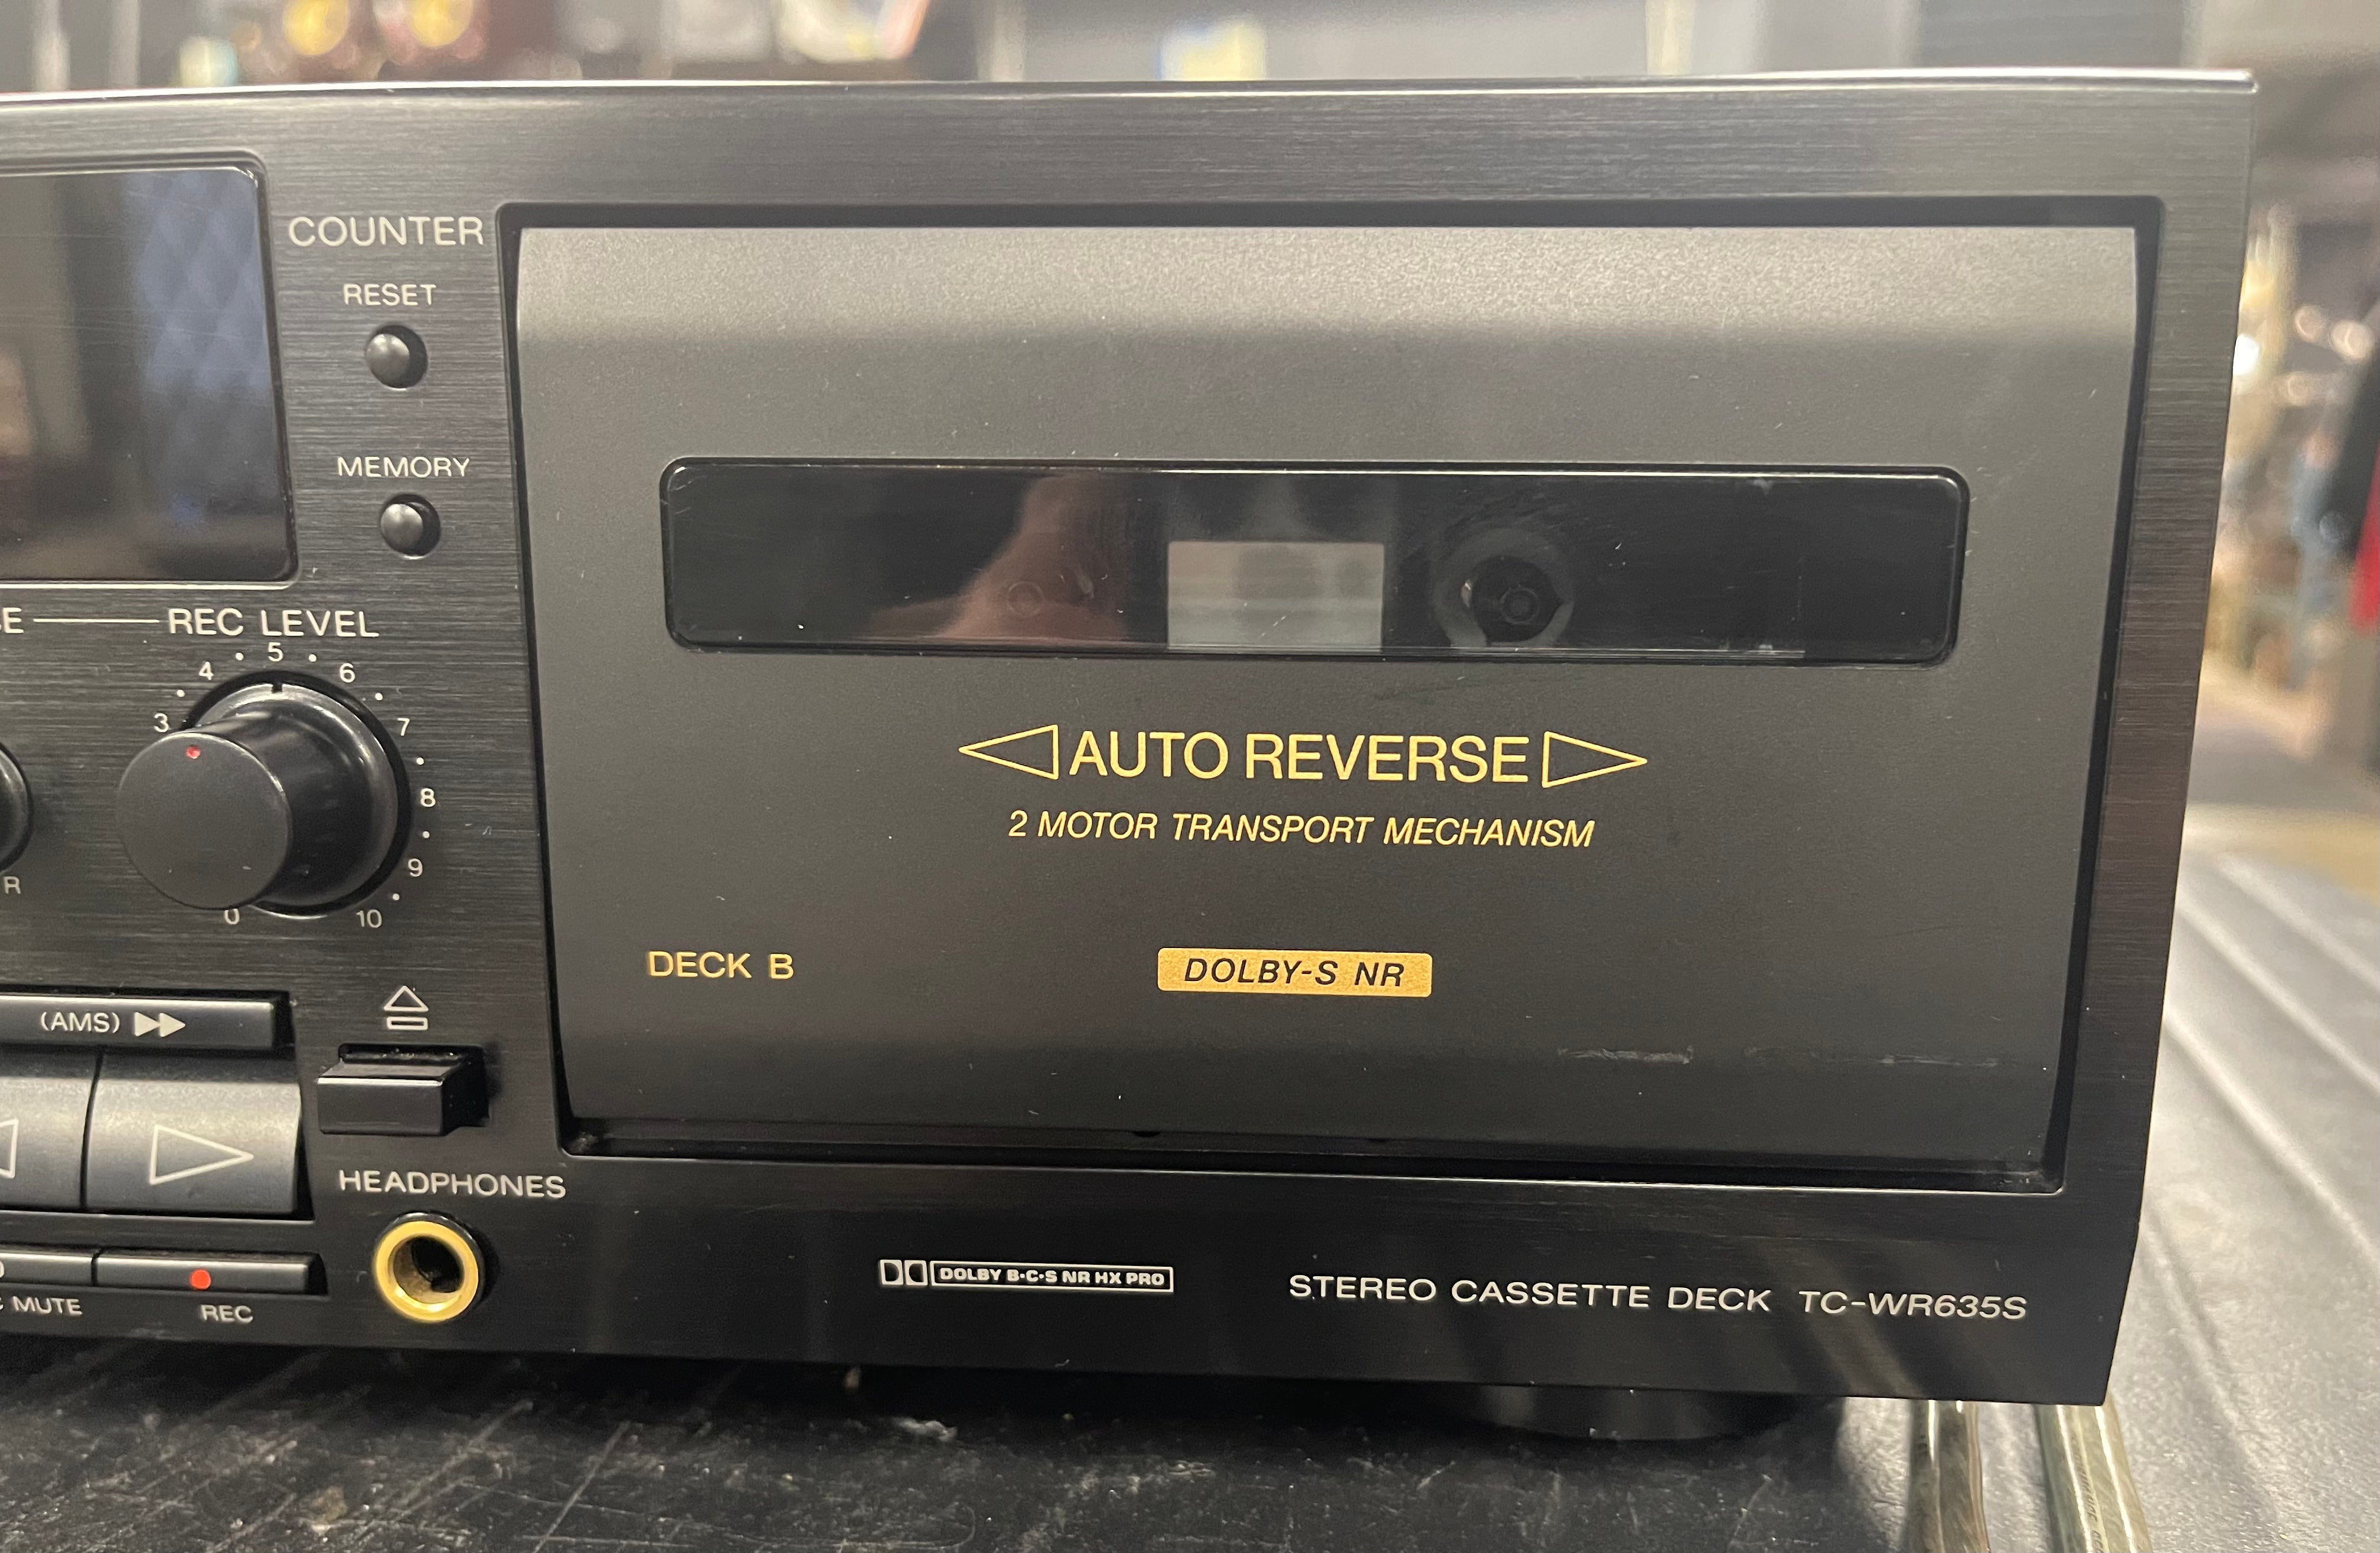 COUNTER
RESET
MEMORY
REC LEVEL
3 4 5 6 7 8 9 10
0
R
AUTO REVERSE
2 MOTOR TRANSPORT MECHANISM
DECK B
DOLBY-S NR
(AMS)
HEADPHONES
MUTE
REC
DOLBY B·C·S NR HX PRO
STEREO CASSETTE DECK TC-WR635S